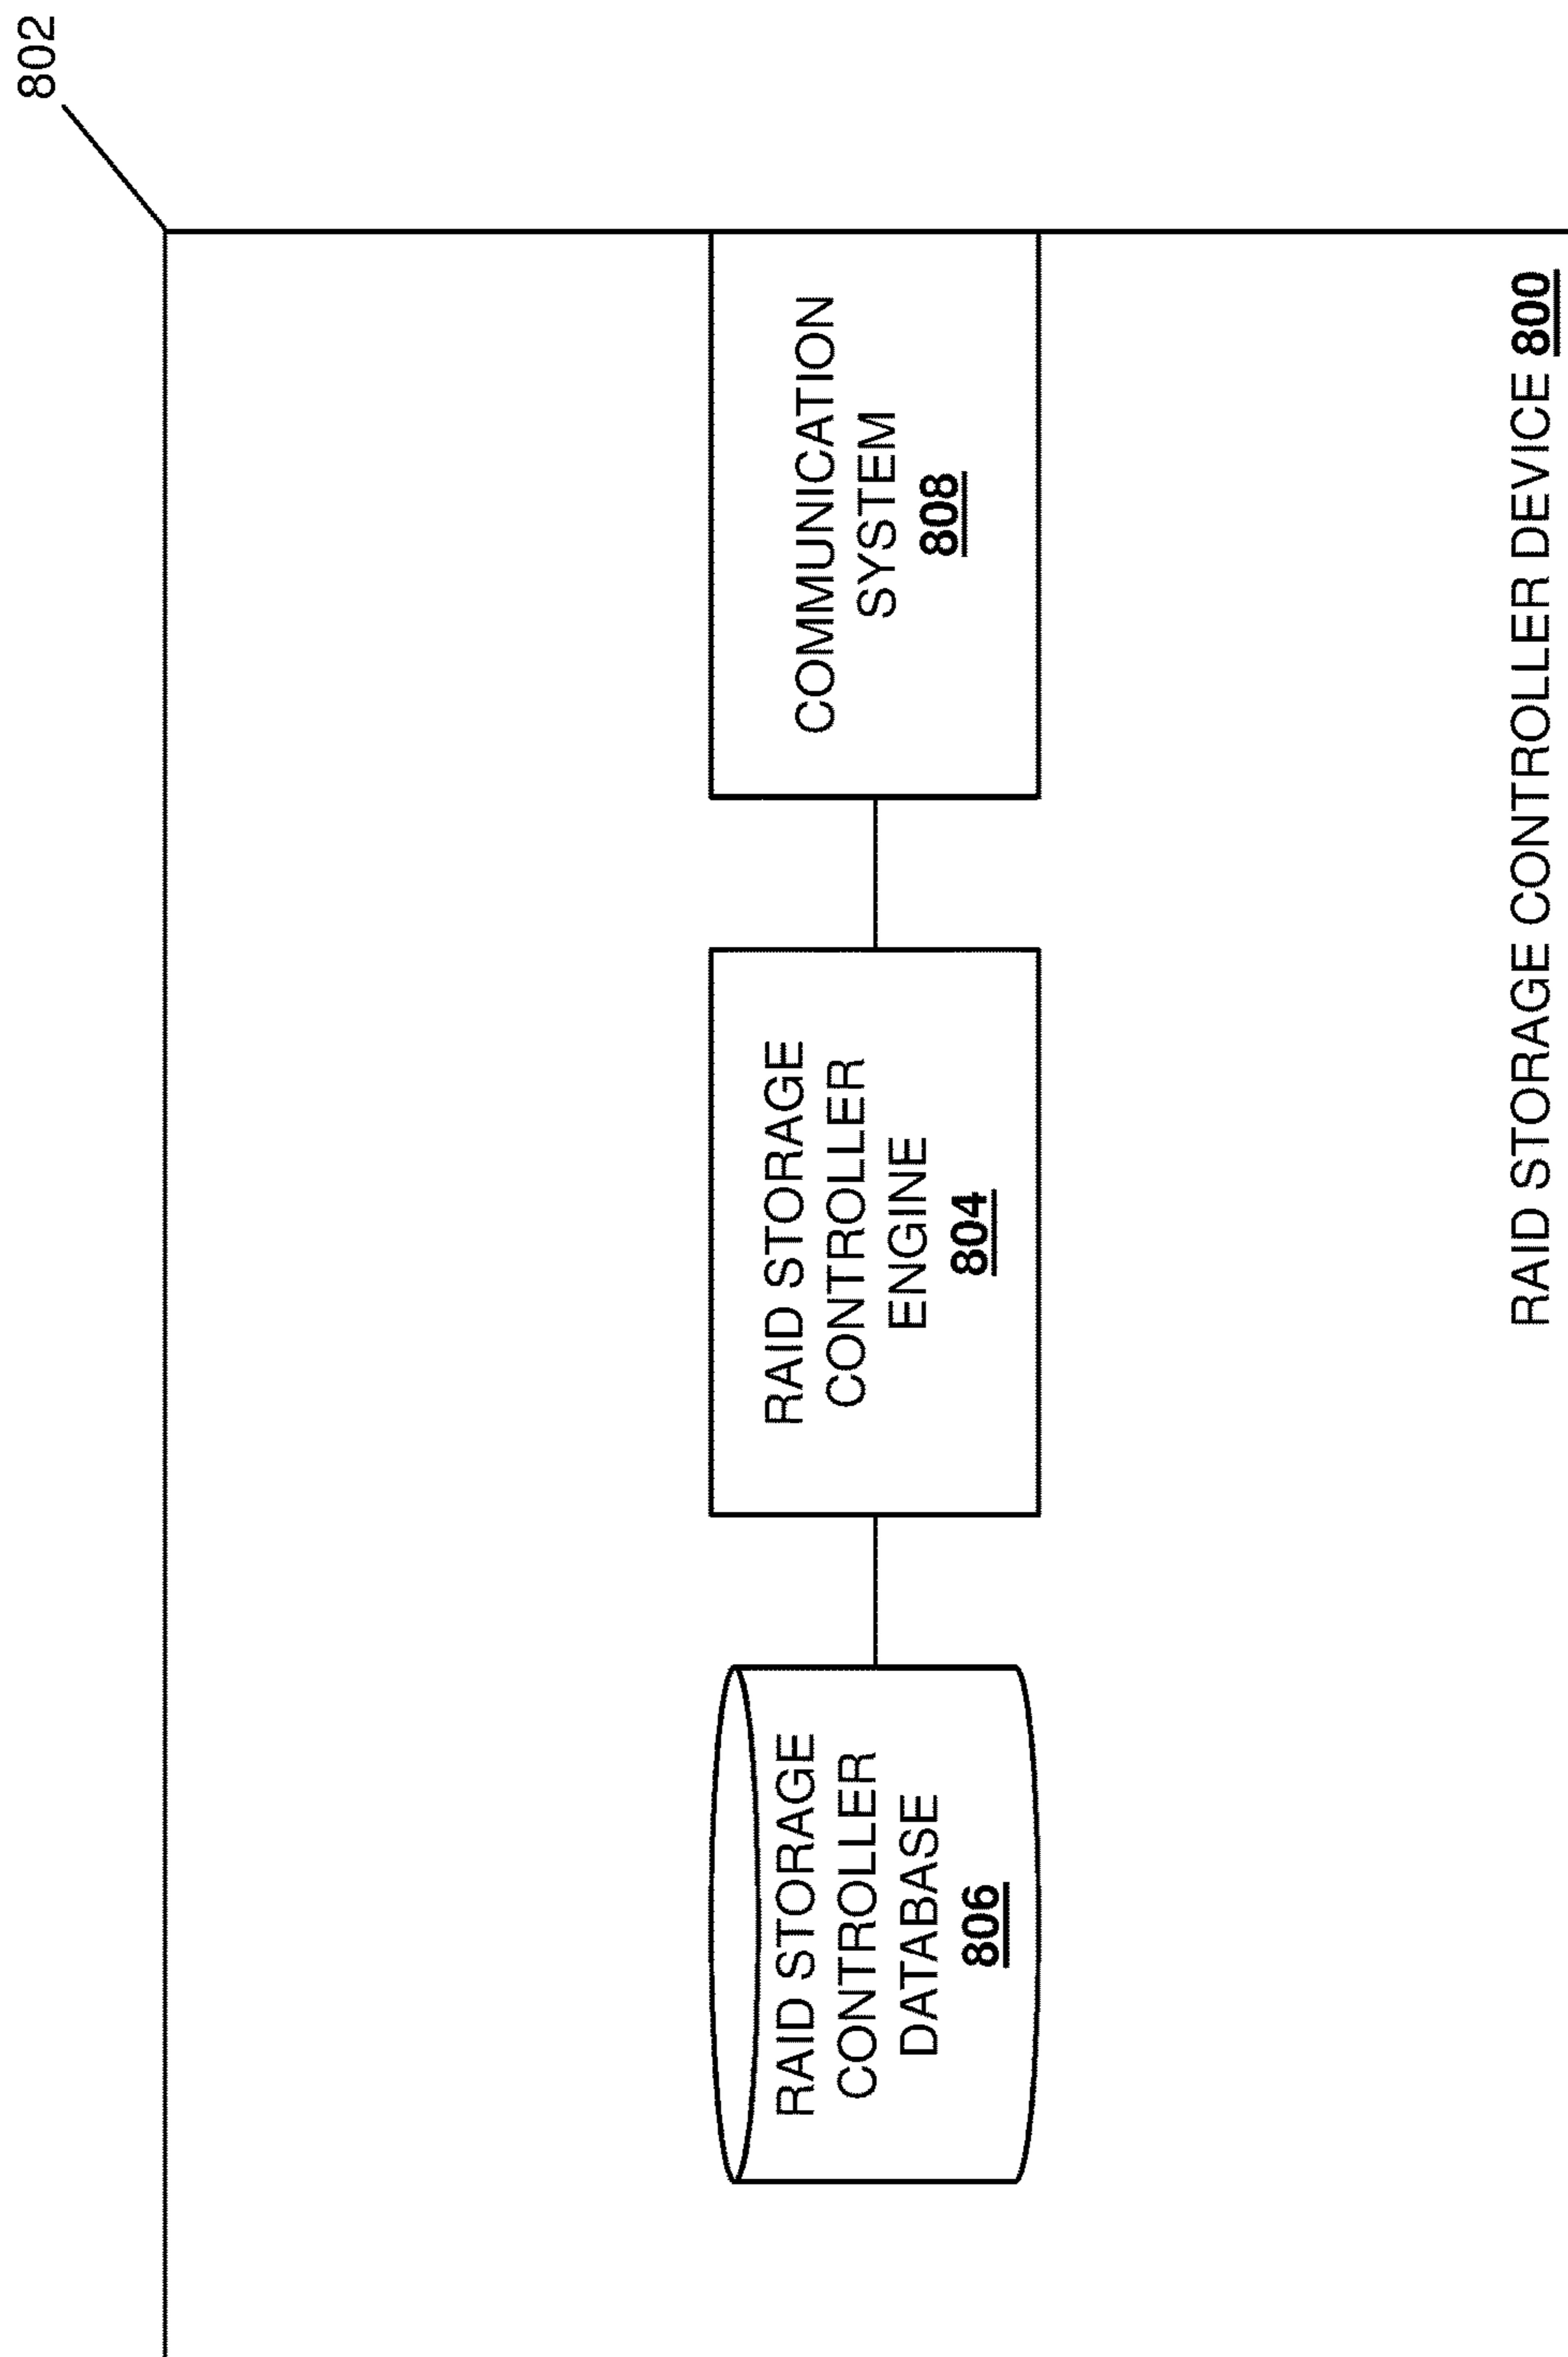 802
RAID STORAGE
CONTROLLER
DATABASE
806
RAID STORAGE
CONTROLLER
ENGINE
804
COMMUNICATION
SYSTEM
808
RAID STORAGE CONTROLLER DEVICE 800